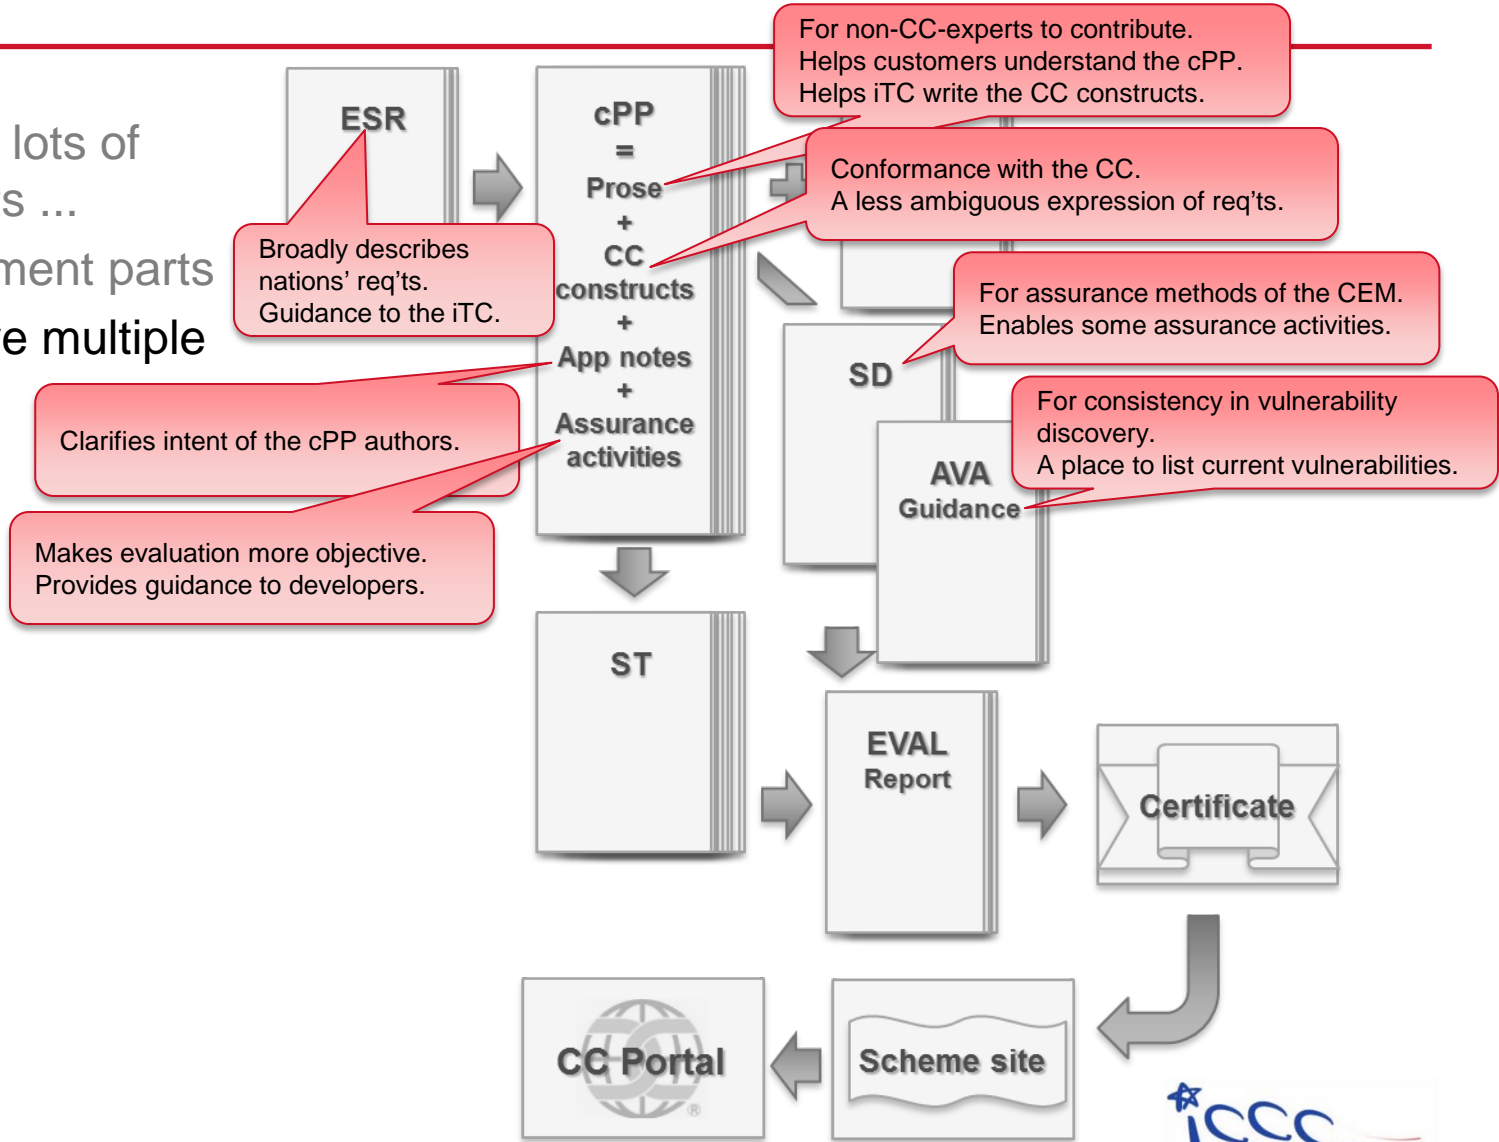 lots of
s ...
ment parts
e multiple
ESR
Broadly describes
nations’ req’ts.
Guidance to the iTC.
cPP
=
Prose
+
CC
constructs
+
App notes
+
Assurance
activities
For non-CC-experts to contribute.
Helps customers understand the cPP.
Helps iTC write the CC constructs.
Conformance with the CC.
A less ambiguous expression of req’ts.
For assurance methods of the CEM.
Enables some assurance activities.
SD
For consistency in vulnerability
discovery.
A place to list current vulnerabilities.
AVA
Guidance
Clarifies intent of the cPP authors.
Makes evaluation more objective.
Provides guidance to developers.
ST
EVAL
Report
Certificate
CC Portal
®
Scheme site
iCCC